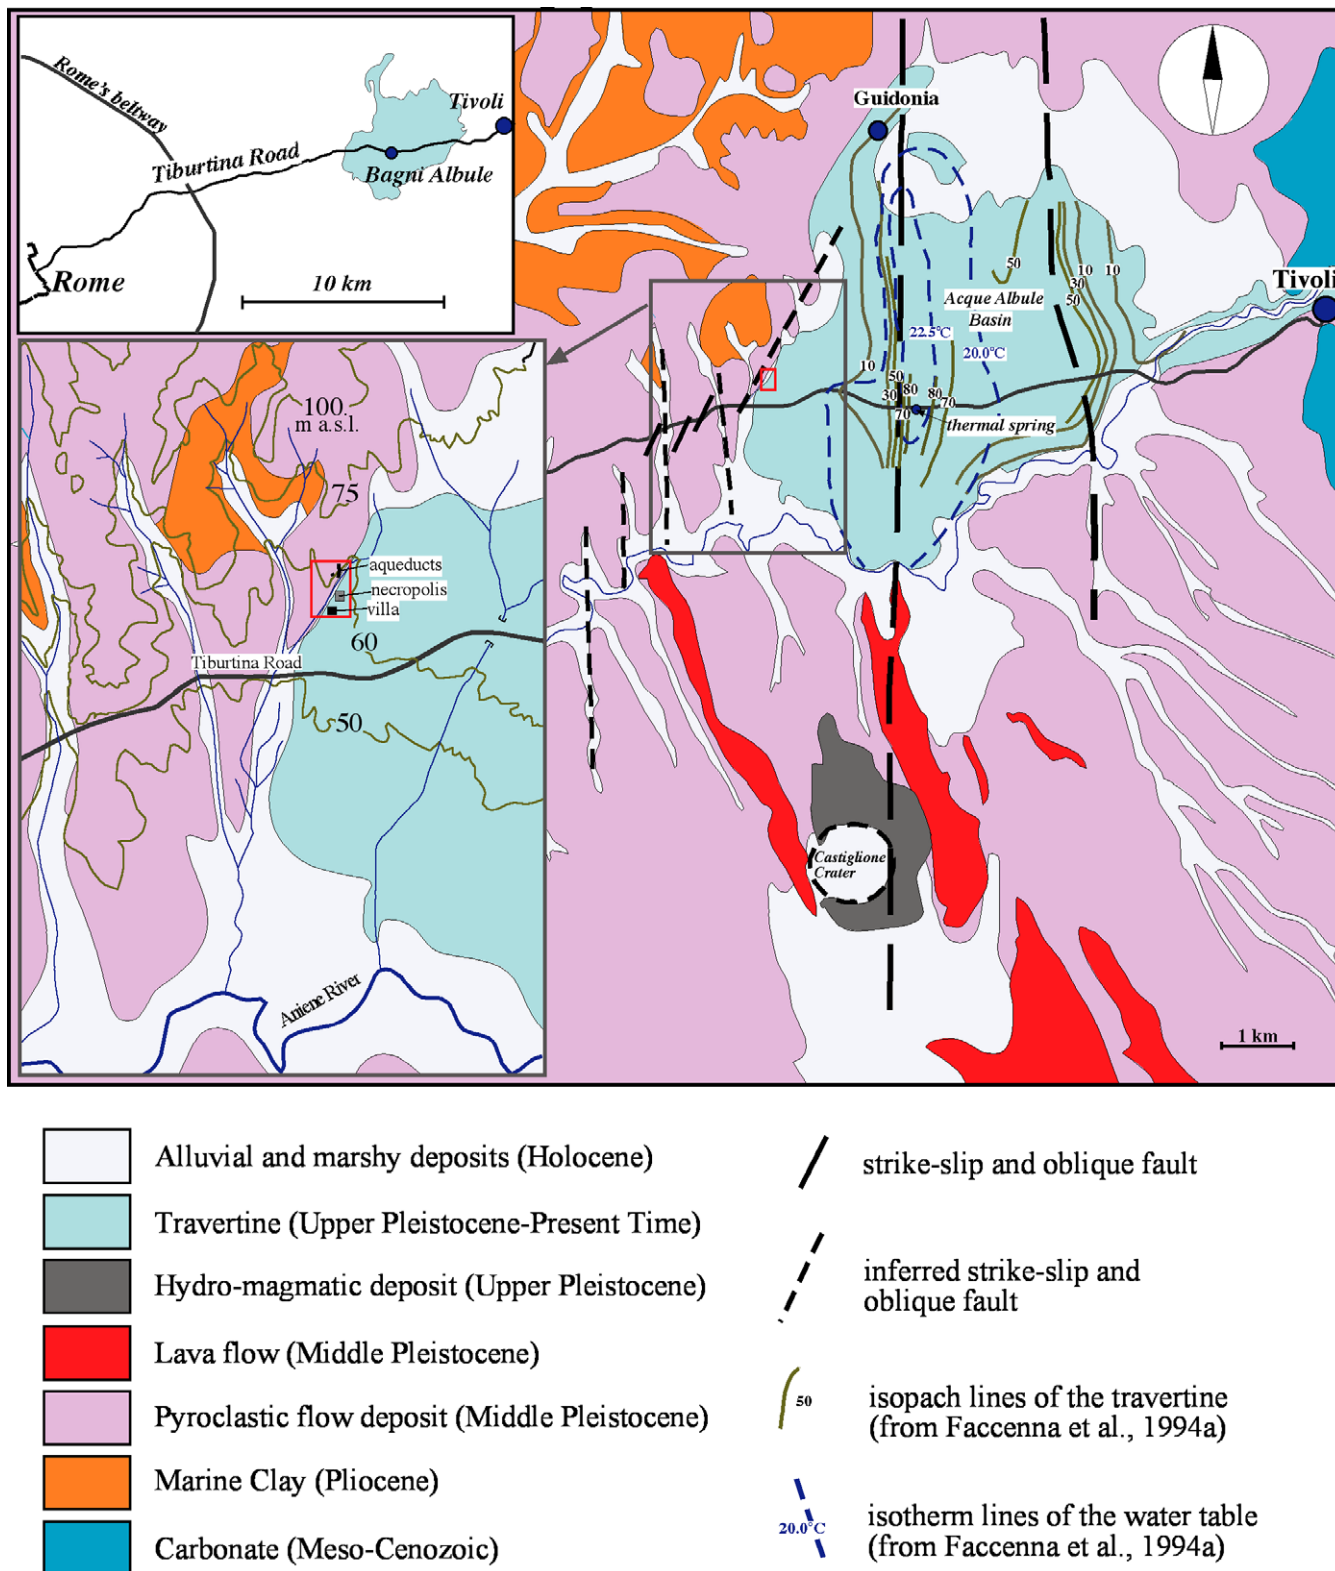 Rome's beltway
Tivoli
Tiburtina Road
Bagni Albule
Rome
10 km
Guidonia
Tivoli
50
10
30
50
10
Acque Albule
Basin
22.5°C
20.0°C
10
50
30
80
80
70
70
thermal spring
Castiglione
Crater
1 km
100.
m a.s.l.
75
aqueducts
necropolis
villa
60
Tiburtina Road
50
Aniene River
Alluvial and marshy deposits (Holocene)
Travertine (Upper Pleistocene-Present Time)
Hydro-magmatic deposit (Upper Pleistocene)
Lava flow (Middle Pleistocene)
Pyroclastic flow deposit (Middle Pleistocene)
Marine Clay (Pliocene)
Carbonate (Meso-Cenozoic)
strike-slip and oblique fault
inferred strike-slip and
oblique fault
50
isopach lines of the travertine
(from Faccenna et al., 1994a)
20.0°C
isotherm lines of the water table
(from Faccenna et al., 1994a)